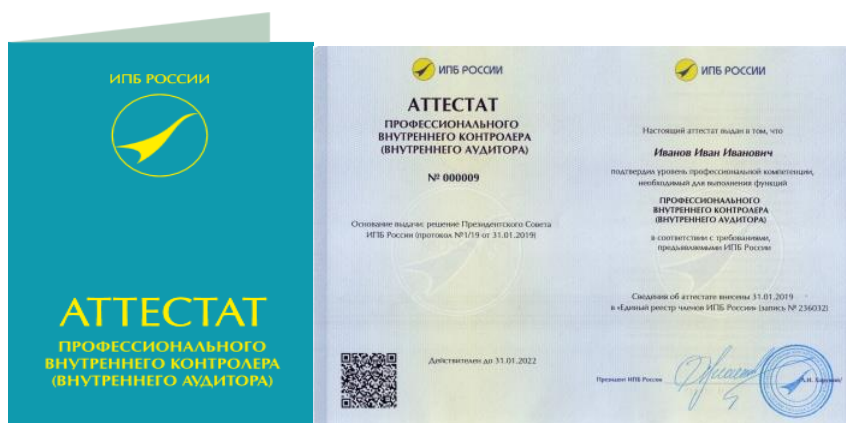 ИПБ РОССИИ
АТТЕСТАТ
ПРОФЕССИОНАЛЬНОГО
ВНУТРЕННЕГО КОНТРОЛЕРА
(ВНУТРЕННЕГО АУДИТОРА)
ИПБ РОССИИ
АТТЕСТАТ
ПРОФЕССИОНАЛЬНОГО
ВНУТРЕННЕГО КОНТРОЛЕРА
(ВНУТРЕННЕГО АУДИТОРА)
№ 000009
Основание выдачи: решение Президентского Совета
ИПБ России (протокол №1/19 от 31.01.2019)
Действителен до 31.01.2022
ИПБ РОССИИ
Настоящий аттестат выдан в том, что
Иванов Иван Иванович
подтвердил уровень профессиональной компетенции,
необходимый для выполнения функций
ПРОФЕССИОНАЛЬНОГО
ВНУТРЕННЕГО КОНТРОЛЕРА
(ВНУТРЕННЕГО АУДИТОРА)
в соответствии с требованиями,
предъявляемыми ИПБ России
Сведения об аттестате внесены 31.01.2019
в «Единый реестр членов ИПБ России» (запись № 236032)
Президент ИПБ России